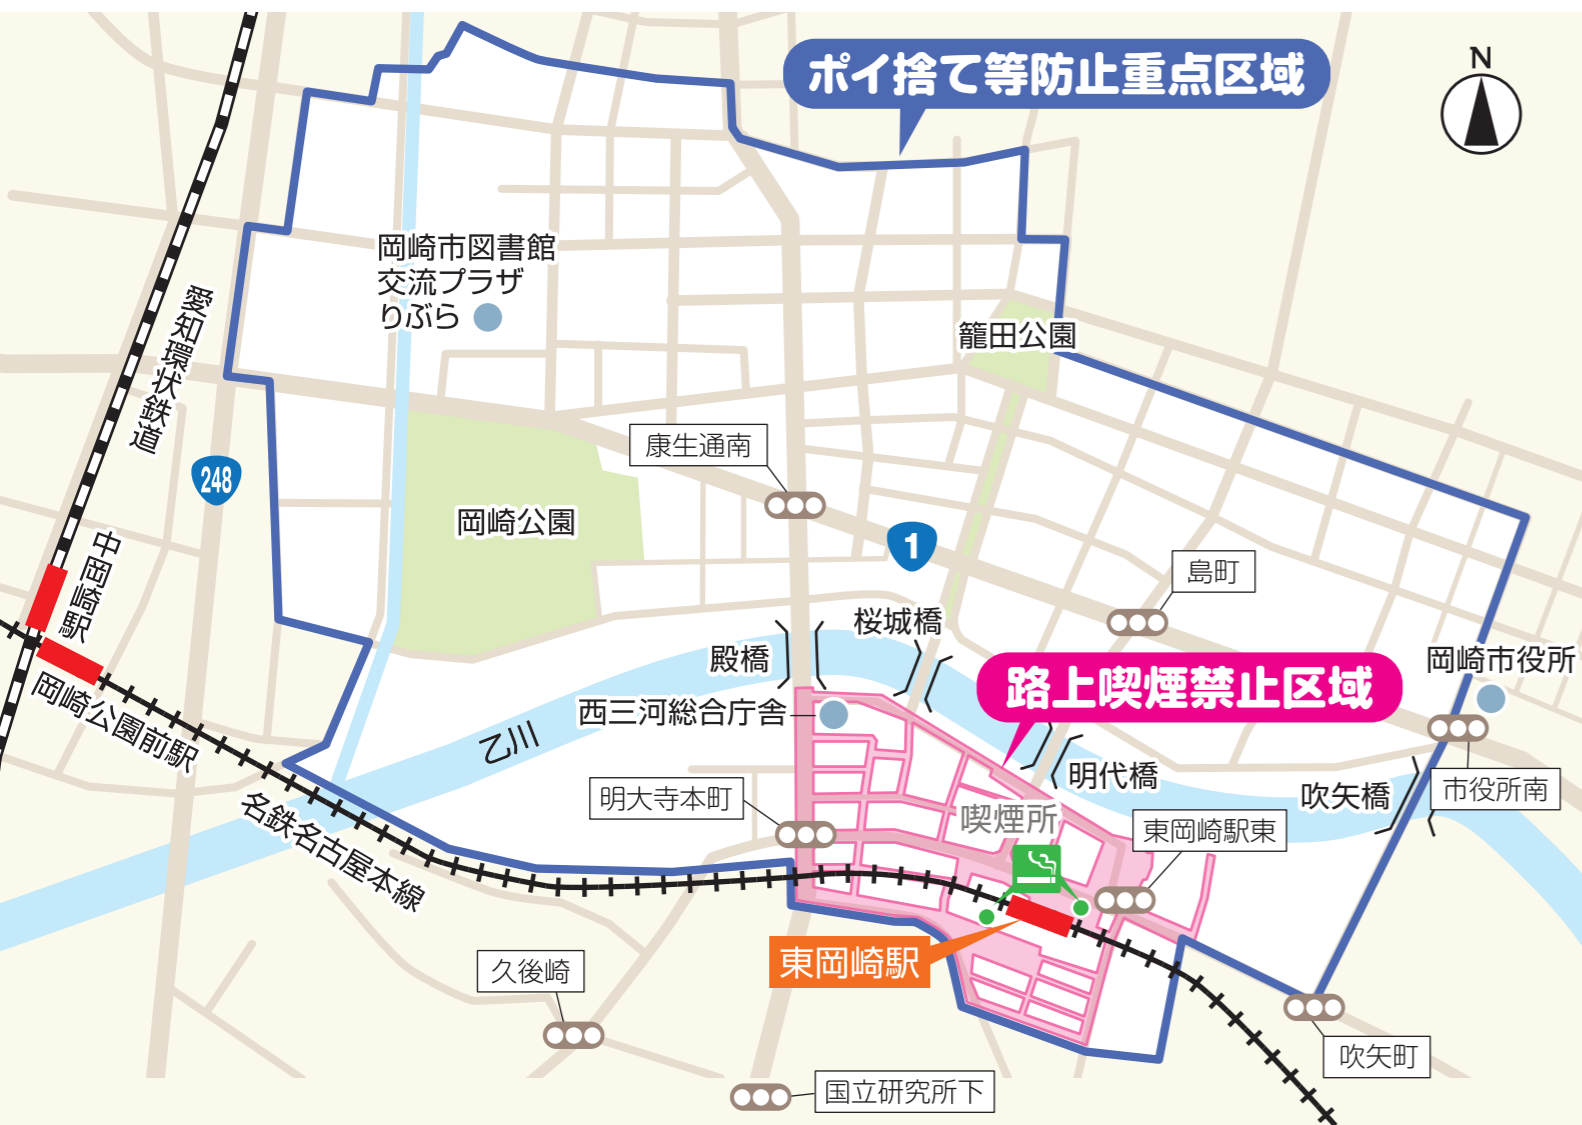 ポイ捨て等防止重点区域
N
岡崎市図書館
交流プラザ
りぶら
愛知環状鉄道
籠田公園
康生通南
248
岡崎公園
1
中岡崎駅
島町
桜城橋
殿橋
岡崎市役所
路上喫煙禁止区域
岡崎公園前駅
西三河総合庁舎
乙川
明代橋
吹矢橋
市役所南
明大寺本町
喫煙所
東岡崎駅東
名鉄名古屋本線
東岡崎駅
久後崎
吹矢町
国立研究所下